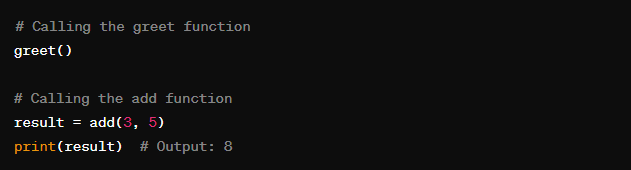 # Calling the greet function
greet()
# Calling the add function
result = add(3, 5)
print(result)  # Output: 8